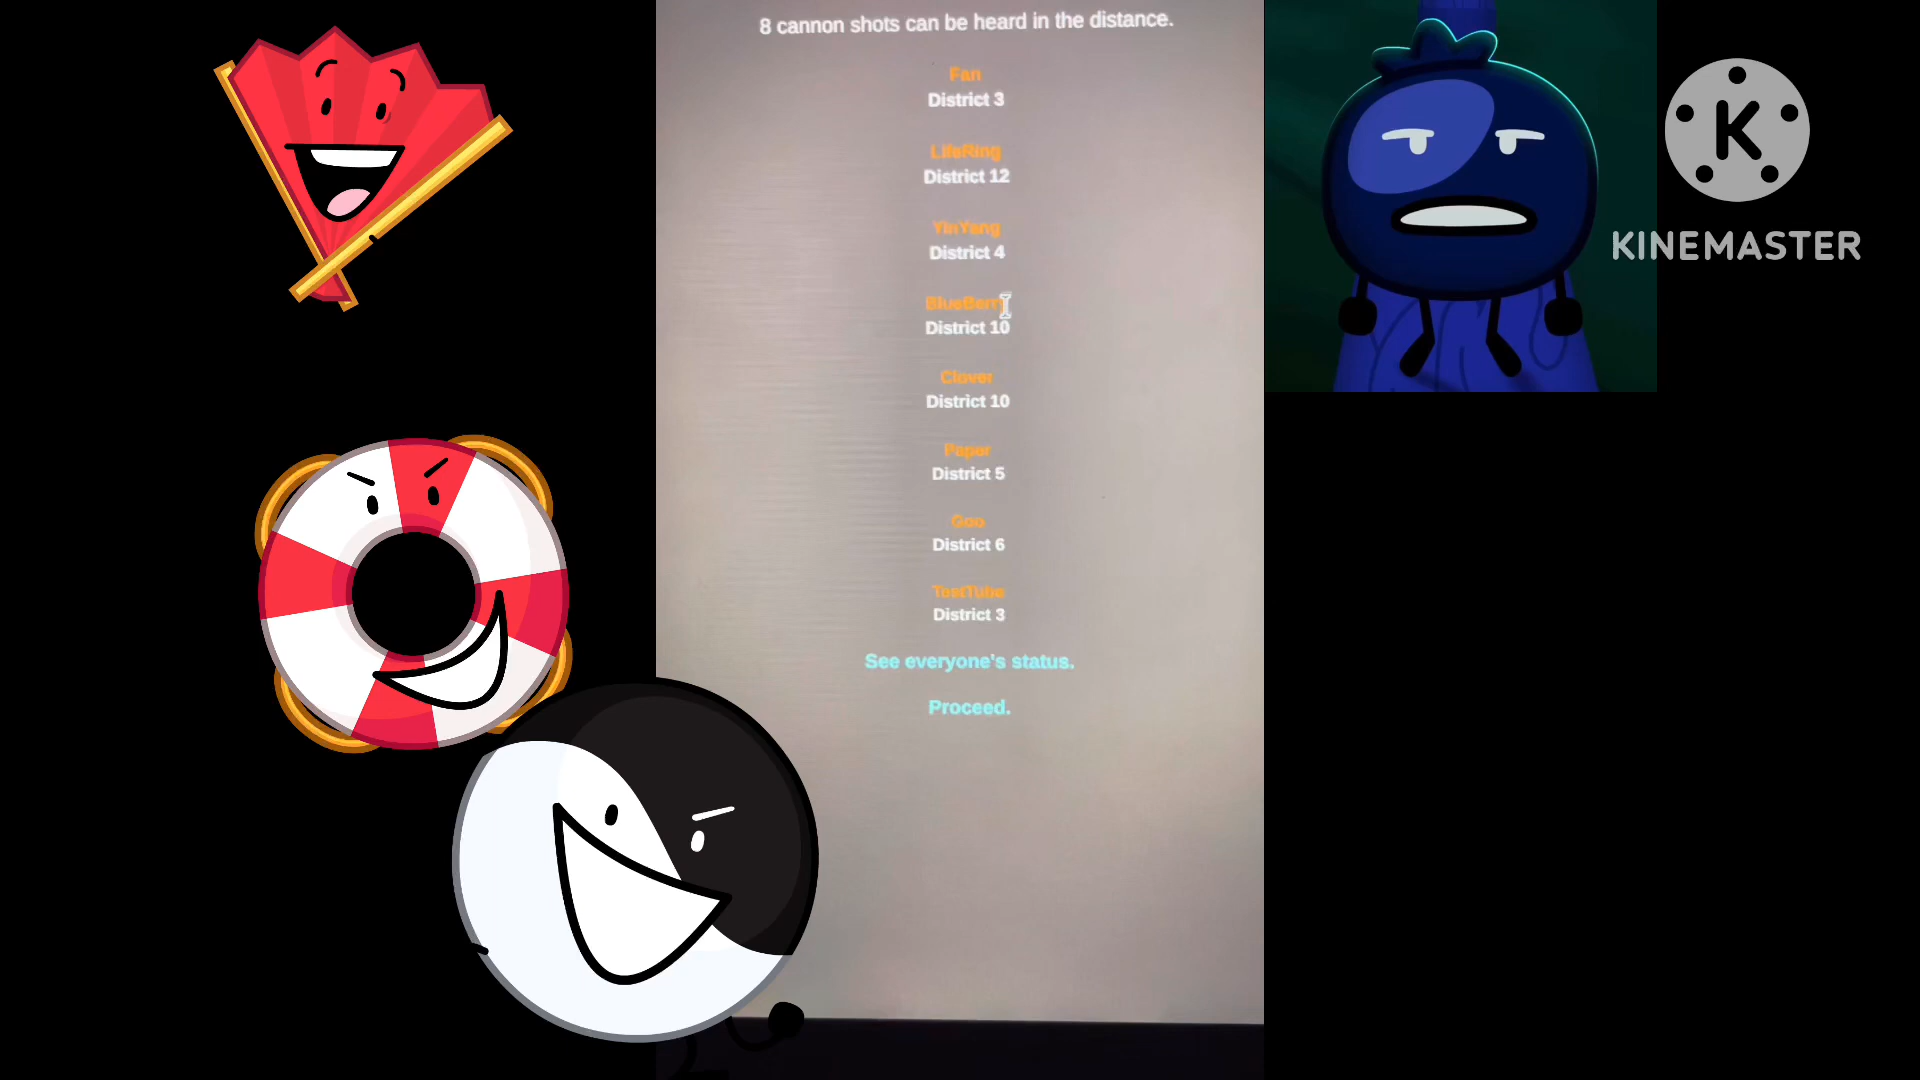 8 cannon shots can be heard in the distance.
Fan
District 3
LifeRing
District 12
YinYang
District 4
BlueBerry
District 10
Clover
District 10
Paper
District 5
Goo
District 6
TestTube
District 3
See everyone's status.
Proceed.
K
KINEMASTER